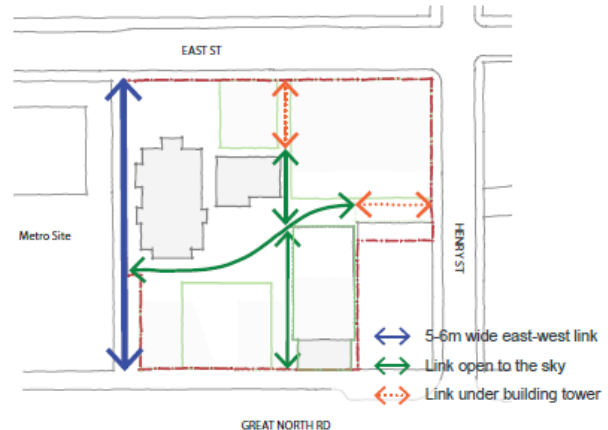 EAST ST
Metro Site
HENRY ST
5-6m wide east-west link
Link open to the sky
Link under building tower
GREAT NORTH RD